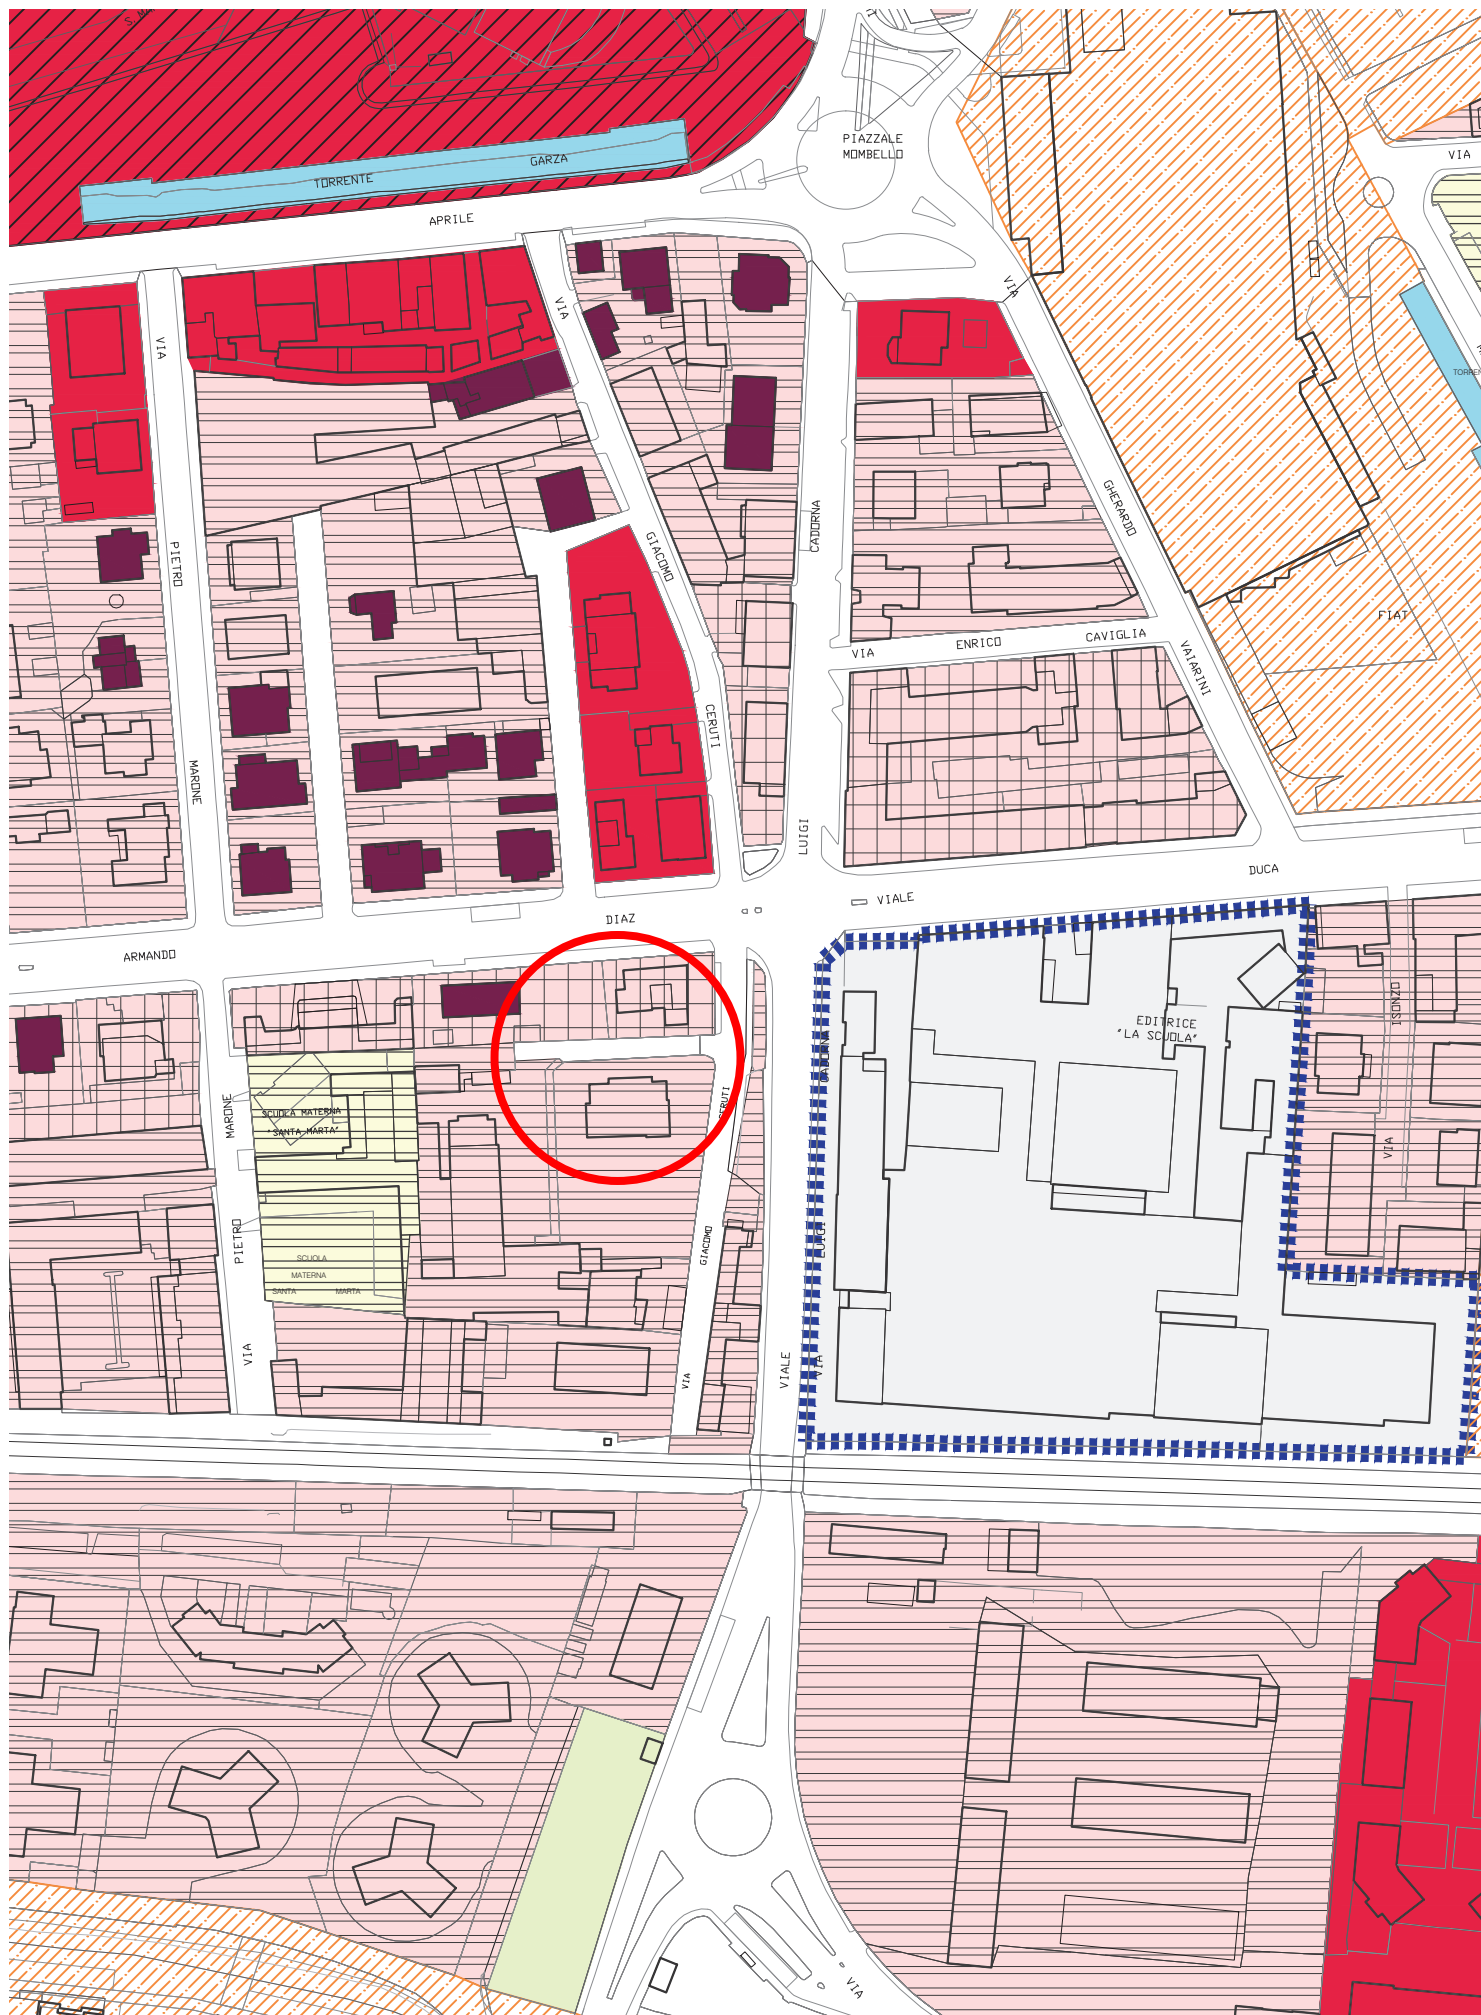 PIAZZALE
MOMBELLO
GARZA
TORRENTE
APRILE
VIA
VIA
VIA
VIA
CADORNA
GHERARDO
PIETRO
GIACOMO
FIAT
VIA
ENRICO
CAVIGLIA
VAIARINI
CERUTI
MARONE
LUIGI
DUCA
VIALE
DIAZ
ARMANDO
ISONZO
EDITRICE
"LA SCUOLA"
CADORNA
CERUTI
MARONE
SCUOLA MATERNA
"SANTA MARTA"
VIA
PIETRO
LUIGI
GIACOMO
SCUOLA
MATERNA
SANTA
MARTA
VIA
VIALE
VIA
VIA
VIA